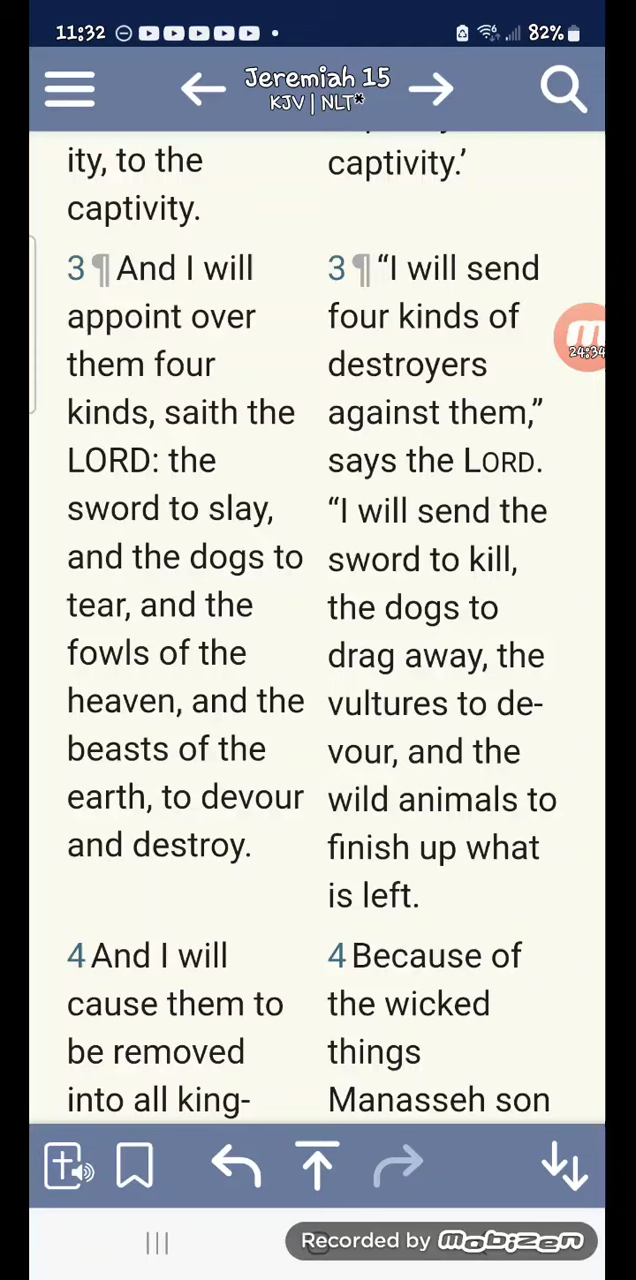 11:32
82%
Jeremiah 15
KJV | NLT*
ity, to the
captivity.
3 ¶ And I will
appoint over
them four
kinds, saith the
LORD: the
sword to slay,
and the dogs to
tear, and the
fowls of the
heaven, and the
beasts of the
earth, to devour
and destroy.
4 And I will
cause them to
be removed
into all king-
captivity.’
3 ¶ “I will send
four kinds of
destroyers
against them,”
says the LORD.
“I will send the
sword to kill,
the dogs to
drag away, the
vultures to de-
vour, and the
wild animals to
finish up what
is left.
4 Because of
the wicked
things
Manasseh son
24:34
Recorded by mobizen